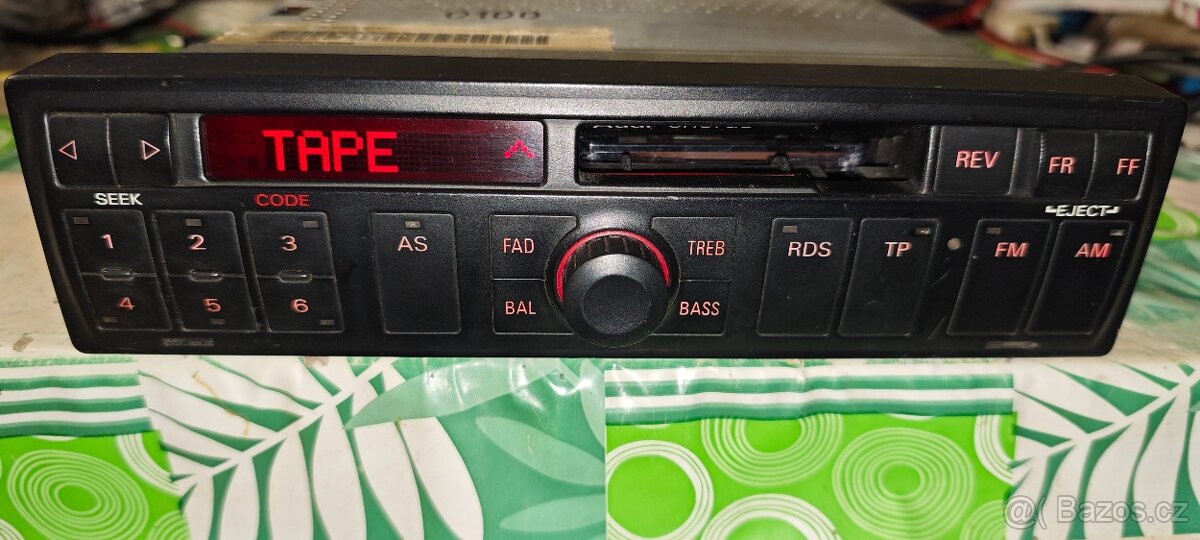 0100
TAPE
REV
FR
FF
SEEK
CODE
EJECT
1
2
3
AS
FAD
TREB
RDS
TP
FM
AM
4
5
6
BAL
BASS
@ Bazos.cz